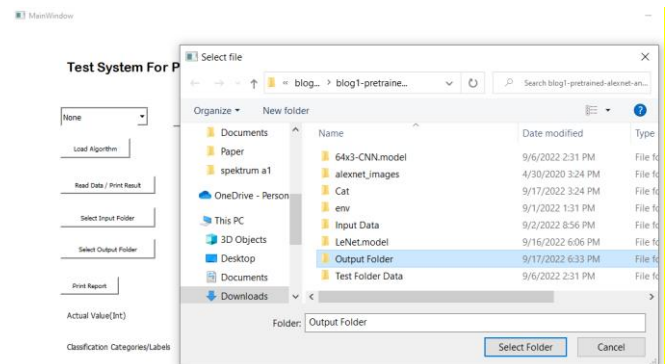 MainWindow
Test System For P
None
Load Algorithm
Read Data / Print Result
Select Input Folder
Select Output Folder
Print Report
Actual Value(Int)
Classification Categories/Labels
Select file
« blog... > blog1-pretraine...
Search blog1-pretrained-alexnet-an...
Organize
New folder
Documents
Paper
spektrum a1
OneDrive - Person
This PC
3D Objects
Desktop
Documents
Downloads
Name Date modified Type
64x3-CNN.model 9/6/2022 2:31 PM File fo
alexnet_images 4/30/2020 3:24 PM File fo
Cat 9/17/2022 3:24 PM File fo
env 9/1/2022 1:31 PM File fo
Input Data 9/2/2022 8:56 PM File fo
LeNet.model 9/16/2022 6:06 PM File fo
Output Folder 9/17/2022 6:33 PM File fo
Test Folder Data 9/6/2022 2:31 PM File fo
Folder: Output Folder
Select Folder Cancel